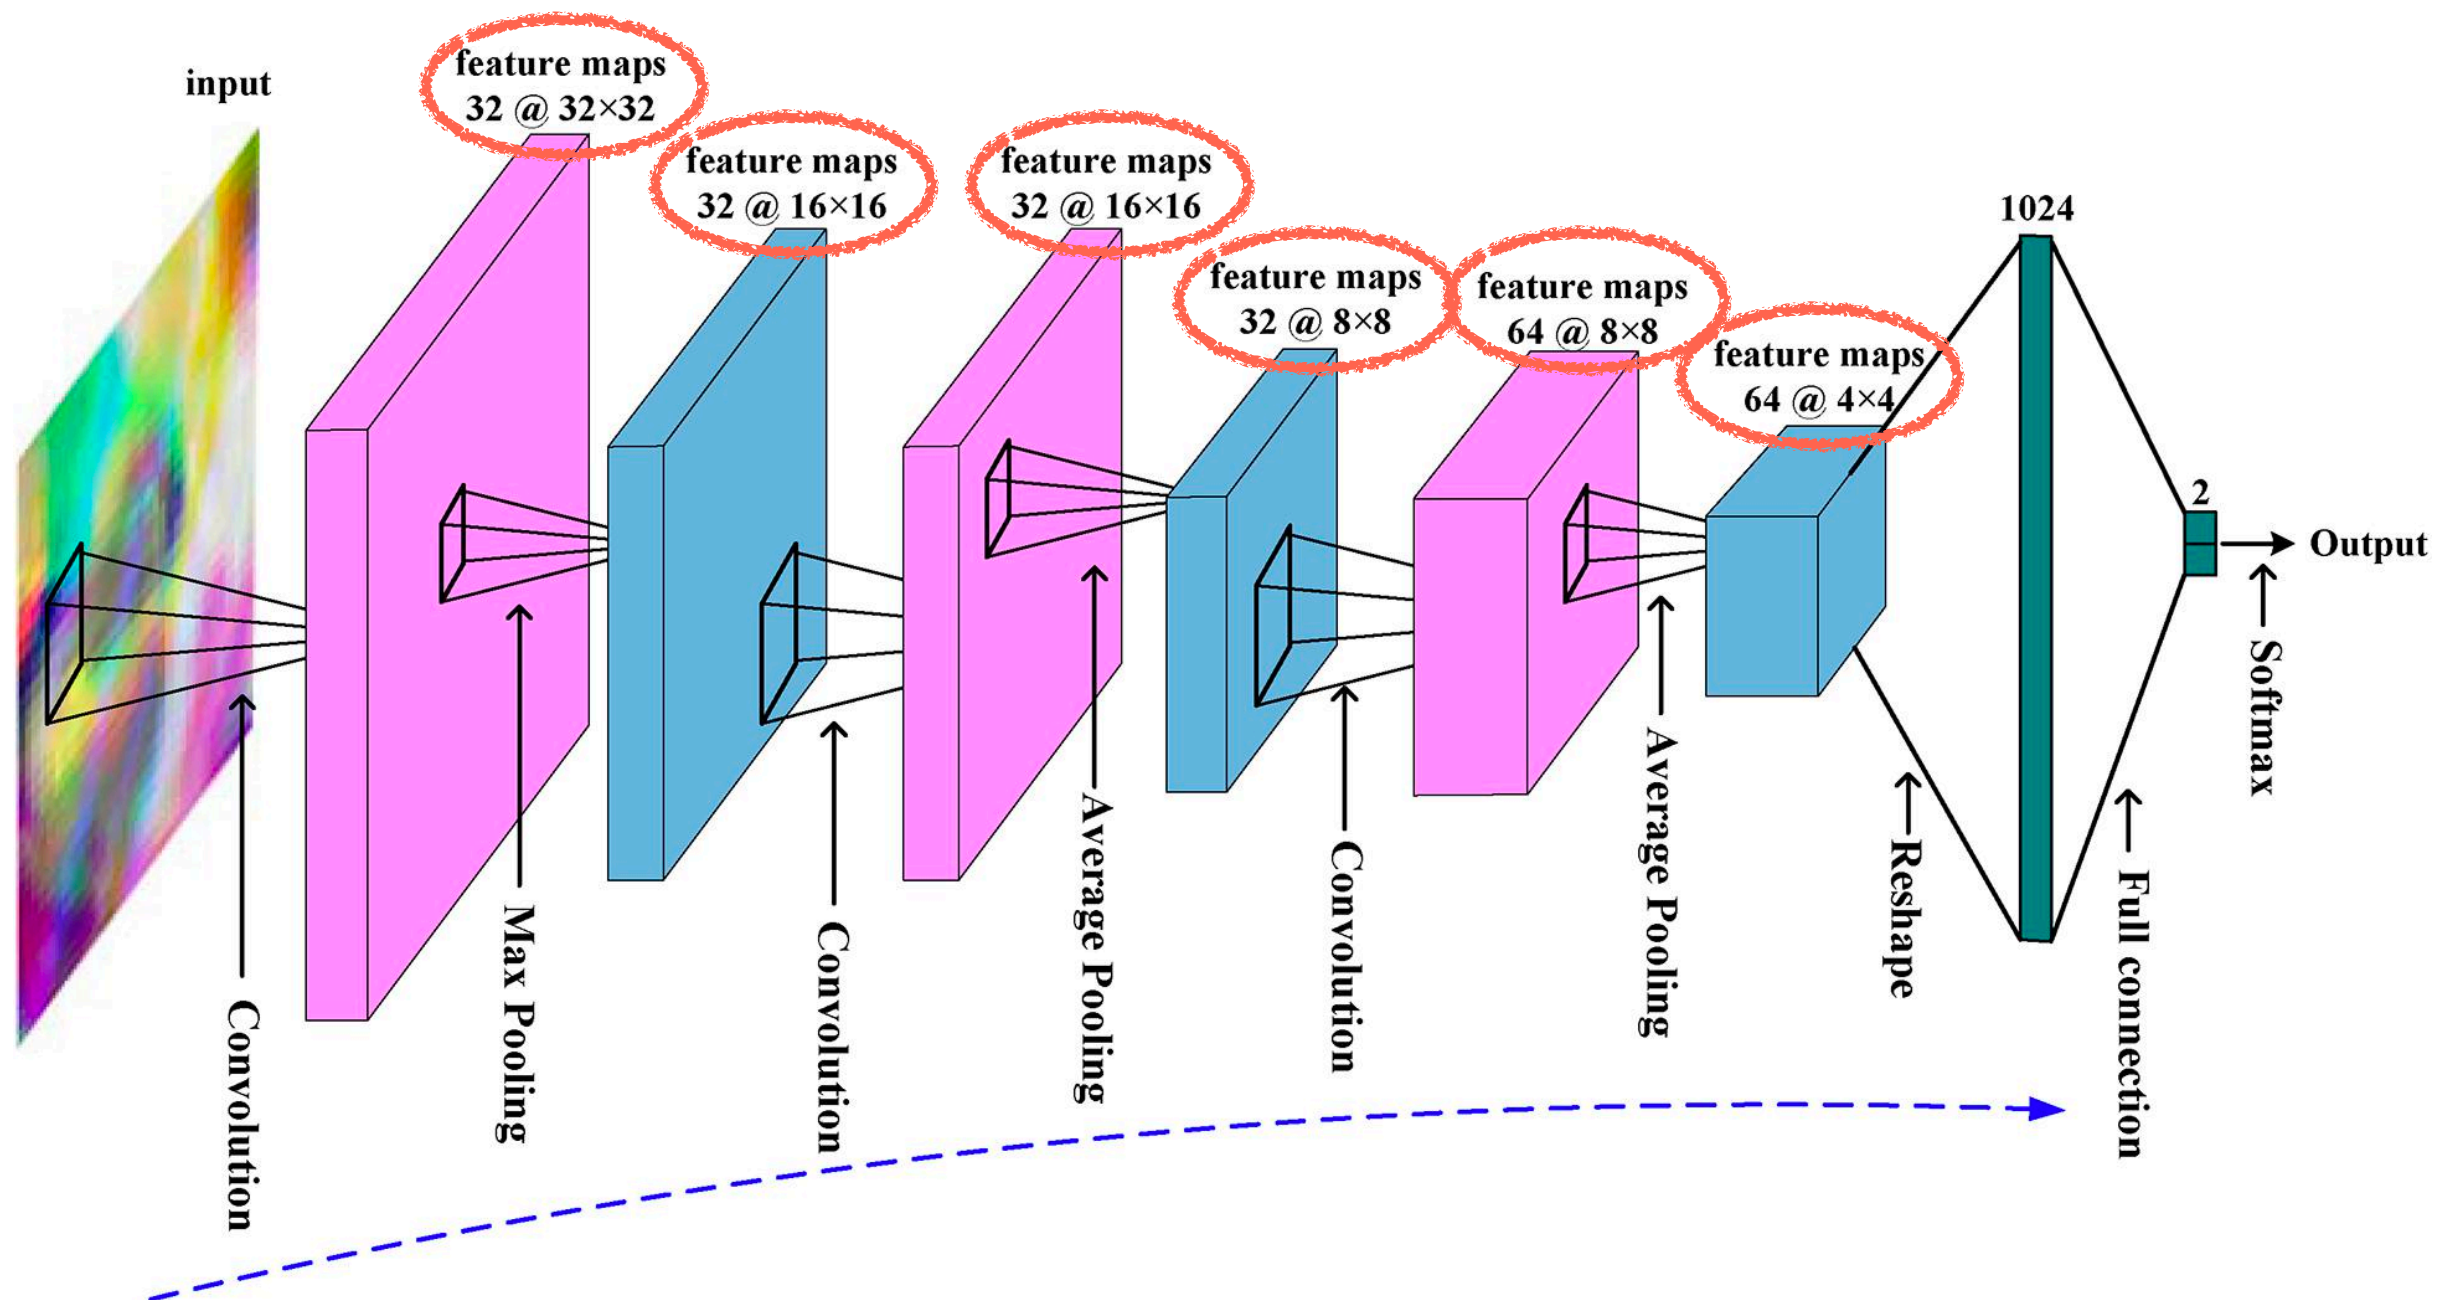 input
feature maps
32 @ 32×32
feature maps
32 @ 16×16
feature maps
32 @ 16×16
feature maps
32 @ 8×8
feature maps
64 @ 8×8
feature maps
64 @ 4×4
1024
2
Output
Convolution
Max Pooling
Convolution
Average Pooling
Convolution
Average Pooling
Reshape
Full connection
Softmax